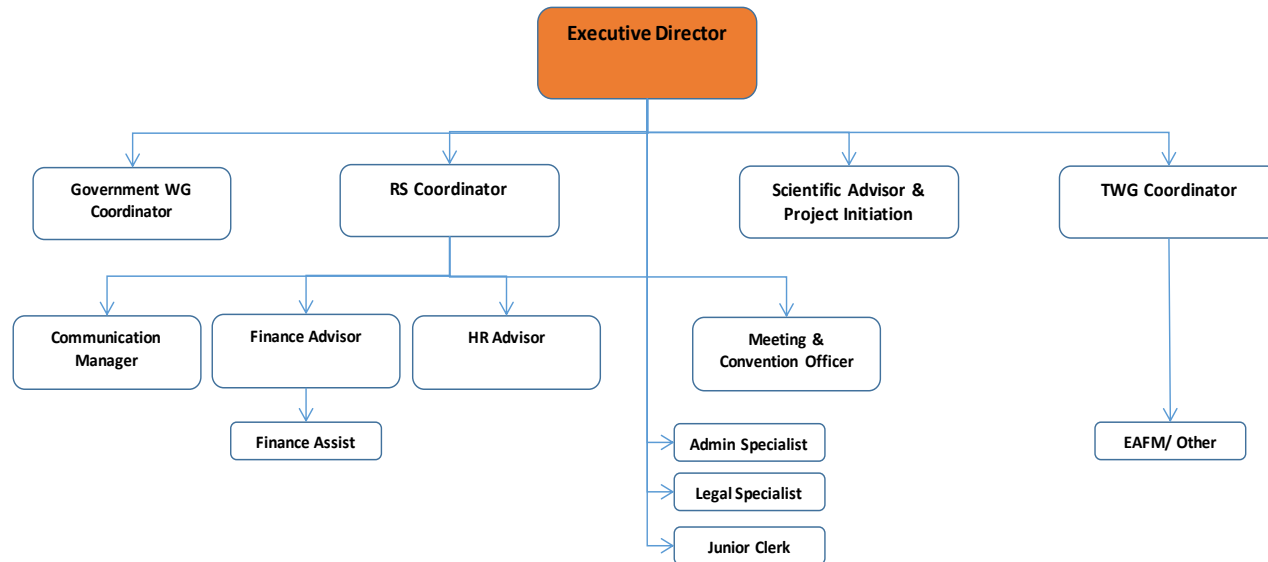 Executive Director
Government WG
Coordinator
RS Coordinator
Scientific Advisor &
Project Initiation
TWG Coordinator
Communication
Manager
Finance Advisor
HR Advisor
Meeting &
Convention Officer
Finance Assist
Admin Specialist
EAFM/ Other
Legal Specialist
Junior Clerk